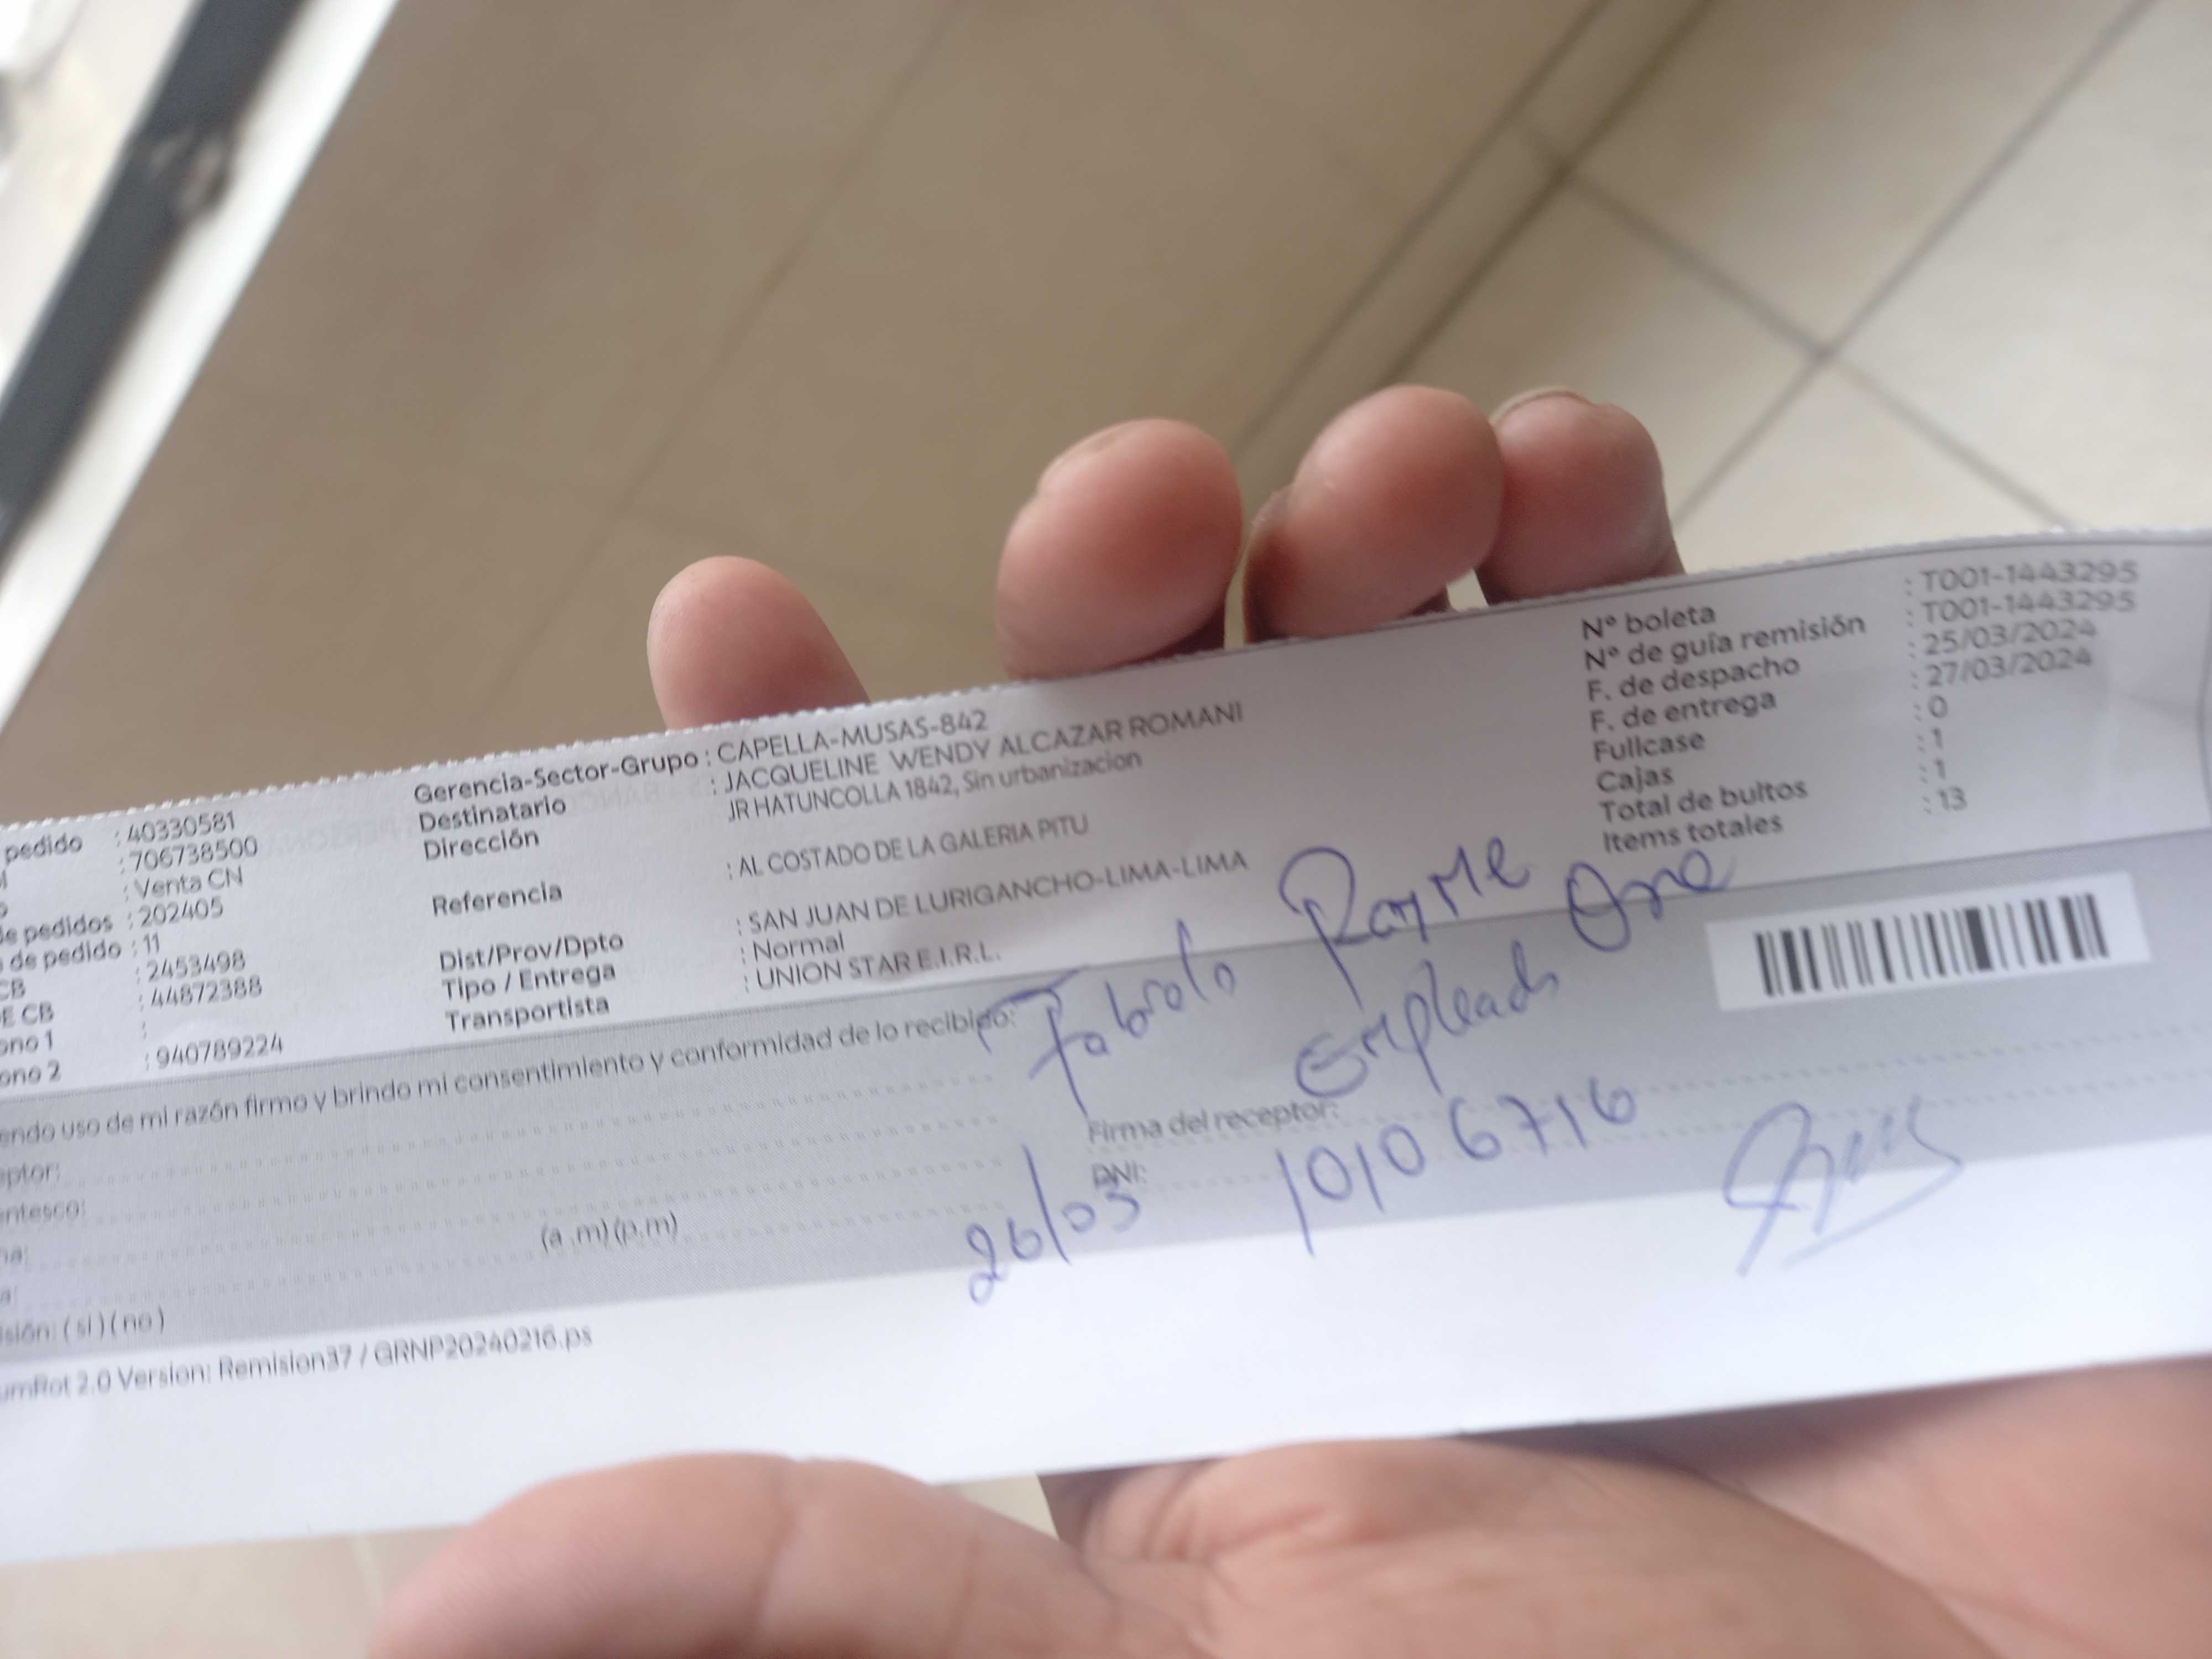 pedido : 40330581
: 706738500
: Venta CN
de pedidos : 202405
de pedido : 11
CB : 2453498
E CB : 44872388
ono 1 :
ono 2 : 940789224
Gerencia-Sector-Grupo : CAPELLA-MUSAS-842
Destinatario : JACQUELINE WENDY ALCAZAR ROMANI
Dirección JR HATUNCOLLA 1842, Sin urbanizacion
Referencia : AL COSTADO DE LA GALERIA PITU
Dist/Prov/Dpto : SAN JUAN DE LURIGANCHO-LIMA-LIMA
Tipo / Entrega : Normal
Transportista : UNION STAR E.I.R.L.
Nº boleta : T001-1443295
Nº de guía remisión : T001-1443295
F. de despacho : 25/03/2024
F. de entrega : 27/03/2024
Fullcase : 0
Cajas : 1
Total de bultos : 1
Items totales : 13
endo uso de mi razón firmo y brindo mi consentimiento y conformidad de lo recibido:
Empleado
eptor:
entesco:
na:
a: (a.m) (p.m)
isión: ( si ) ( no )
Firma del receptor:
DNI: 10106716
26/03
umRot 2.0 Version: Remision37 / GRNP20240216.ps